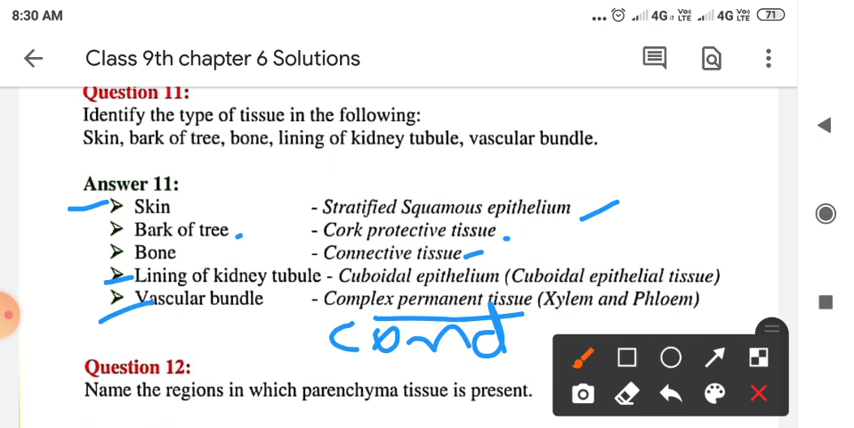 8:30 AM ... 4G Vo) LTE 4G Vo) LTE 71
Class 9th chapter 6 Solutions
Question 11:
Identify the type of tissue in the following:
Skin, bark of tree, bone, lining of kidney tubule, vascular bundle.
Answer 11:
➤ Skin - Stratified Squamous epithelium
➤ Bark of tree - Cork protective tissue
➤ Bone - Connective tissue
➤ Lining of kidney tubule - Cuboidal epithelium (Cuboidal epithelial tissue)
➤ Vascular bundle - Complex permanent tissue (Xylem and Phloem)
cond
Question 12:
Name the regions in which parenchyma tissue is present.